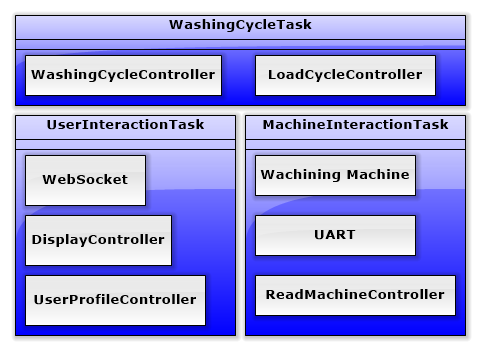 WashingCycleTask
WashingCycleController
LoadCycleController
UserInteractionTask
WebSocket
DisplayController
UserProfileController
MachineInteractionTask
Wachining Machine
UART
ReadMachineController